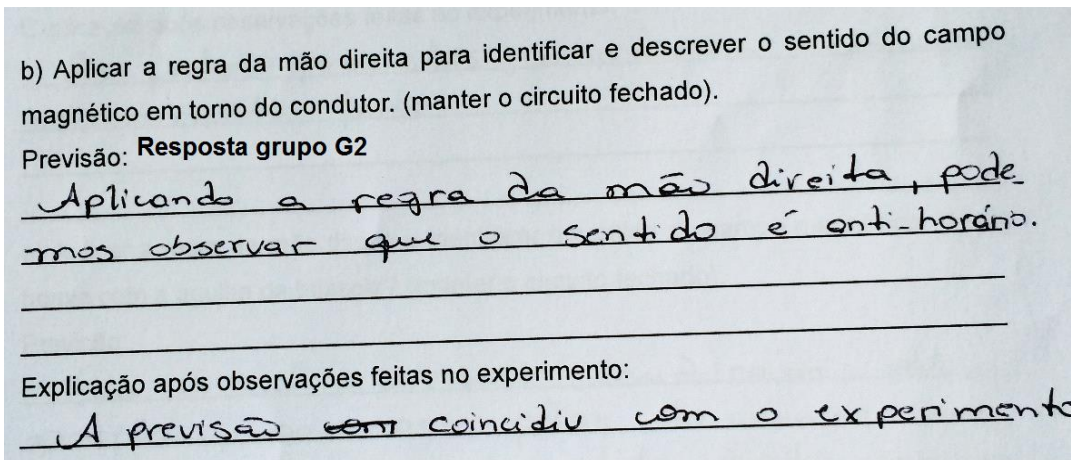 b) Aplicar a regra da mão direita para identificar e descrever o sentido do campo
magnético em torno do condutor. (manter o circuito fechado).
Previsão: Resposta grupo G2
Aplicando a regra da mão direita, pode_
mos observar que o sentido é anti-horário.
Explicação após observações feitas no experimento:
A previsão com coincidiu com o experimento